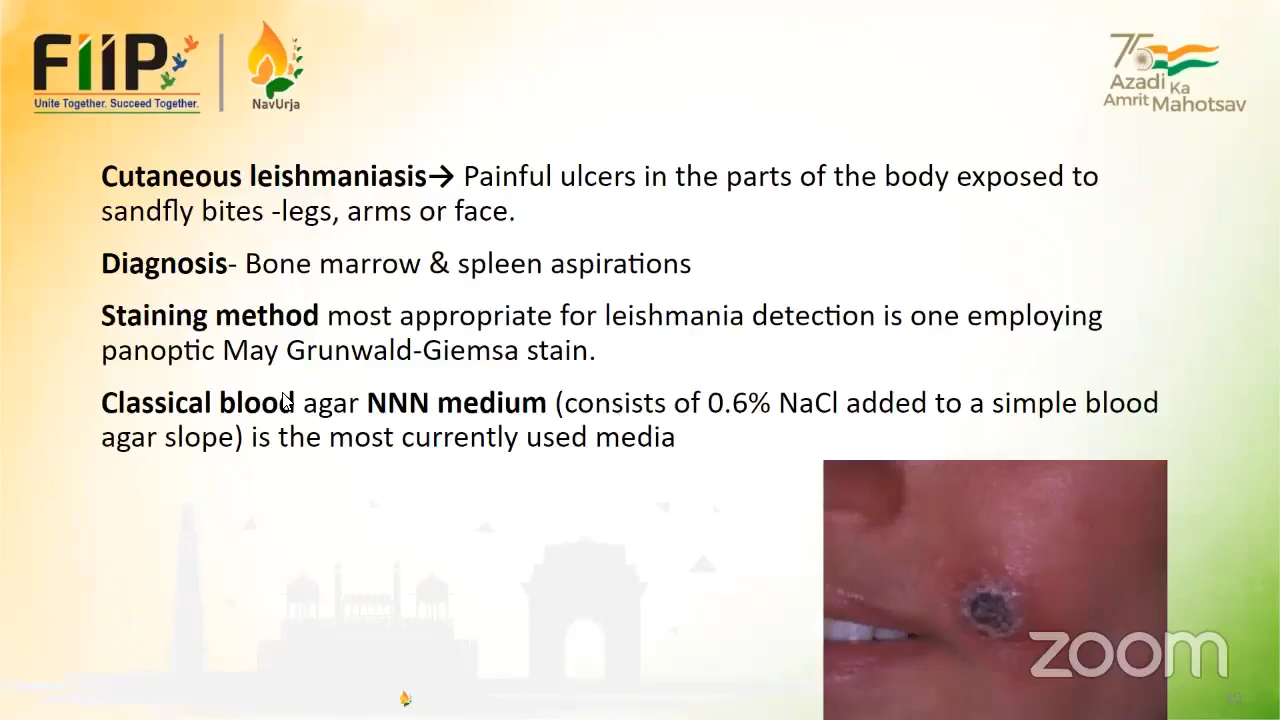 FIIP
Unite Together. Succeed Together.
NavUrja
75
Azadi Ka
Amrit Mahotsav
Cutaneous leishmaniasis→ Painful ulcers in the parts of the body exposed to
sandfly bites -legs, arms or face.
Diagnosis- Bone marrow & spleen aspirations
Staining method most appropriate for leishmania detection is one employing
panoptic May Grunwald-Giemsa stain.
Classical blood agar NNN medium (consists of 0.6% NaCl added to a simple blood
agar slope) is the most currently used media
zoom